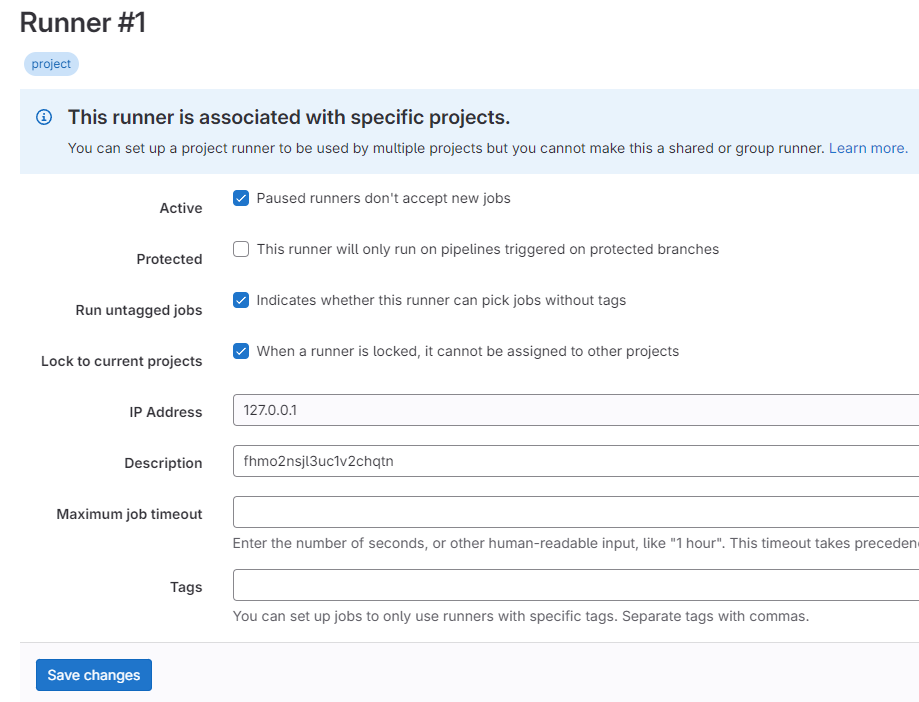 Runner #1
project
This runner is associated with specific projects.
You can set up a project runner to be used by multiple projects but you cannot make this a shared or group runner. Learn more.
Active
Paused runners don't accept new jobs
Protected
This runner will only run on pipelines triggered on protected branches
Run untagged jobs
Indicates whether this runner can pick jobs without tags
Lock to current projects
When a runner is locked, it cannot be assigned to other projects
IP Address
127.0.0.1
Description
fhmo2nsjl3uc1v2chqtn
Maximum job timeout
Enter the number of seconds, or other human-readable input, like "1 hour". This timeout takes
Tags
You can set up jobs to only use runners with specific tags. Separate tags with commas.
Save changes